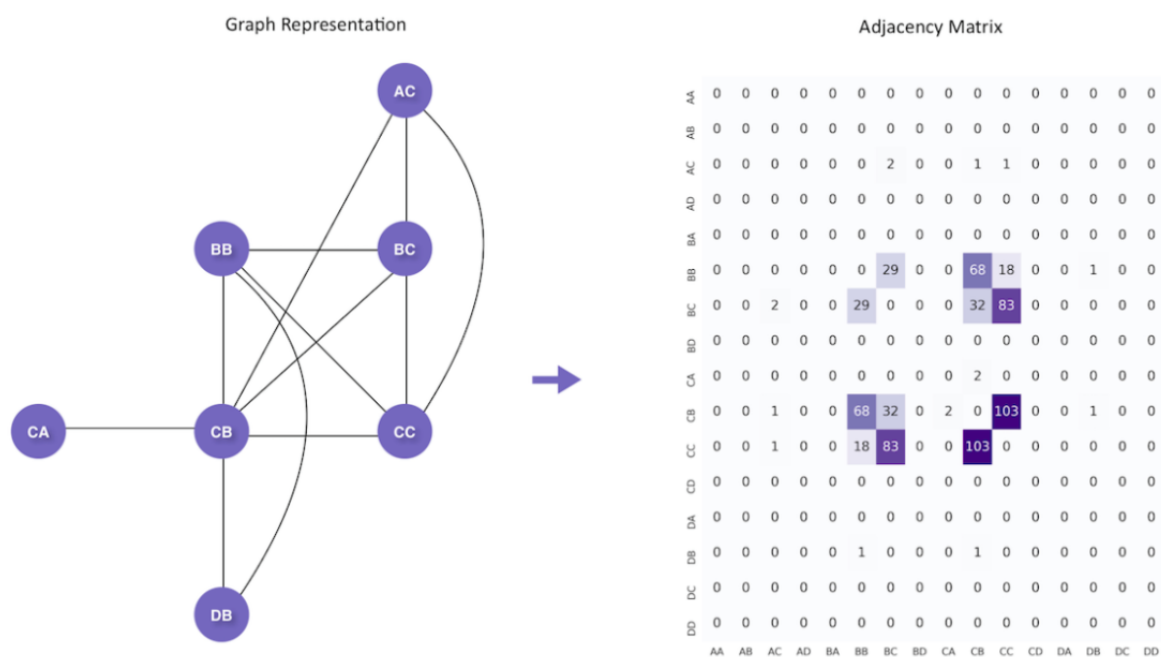 Graph Representation
Adjacency Matrix
AC
BB
BC
CA
CB
CC
DB
AA 0 0 0 0 0 0 0 0 0 0 0 0 0 0 0 0
AB 0 0 0 0 0 0 0 0 0 0 0 0 0 0 0 0
AC 0 0 0 0 0 0 2 0 0 1 1 0 0 0 0 0
AD 0 0 0 0 0 0 0 0 0 0 0 0 0 0 0 0
BA 0 0 0 0 0 0 0 0 0 0 0 0 0 0 0 0
BB 0 0 0 0 0 0 29 0 0 68 18 0 0 1 0 0
BC 0 0 2 0 0 29 0 0 0 32 83 0 0 0 0 0
BD 0 0 0 0 0 0 0 0 0 0 0 0 0 0 0 0
CA 0 0 0 0 0 0 0 0 0 2 0 0 0 0 0 0
CB 0 0 1 0 0 68 32 0 2 0 103 0 0 1 0 0
CC 0 0 1 0 0 18 83 0 0 103 0 0 0 0 0 0
CD 0 0 0 0 0 0 0 0 0 0 0 0 0 0 0 0
DA 0 0 0 0 0 0 0 0 0 0 0 0 0 0 0 0
DB 0 0 0 0 0 1 0 0 0 1 0 0 0 0 0 0
DC 0 0 0 0 0 0 0 0 0 0 0 0 0 0 0 0
DD 0 0 0 0 0 0 0 0 0 0 0 0 0 0 0 0
AA AB AC AD BA BB BC BD CA CB CC CD DA DB DC DD